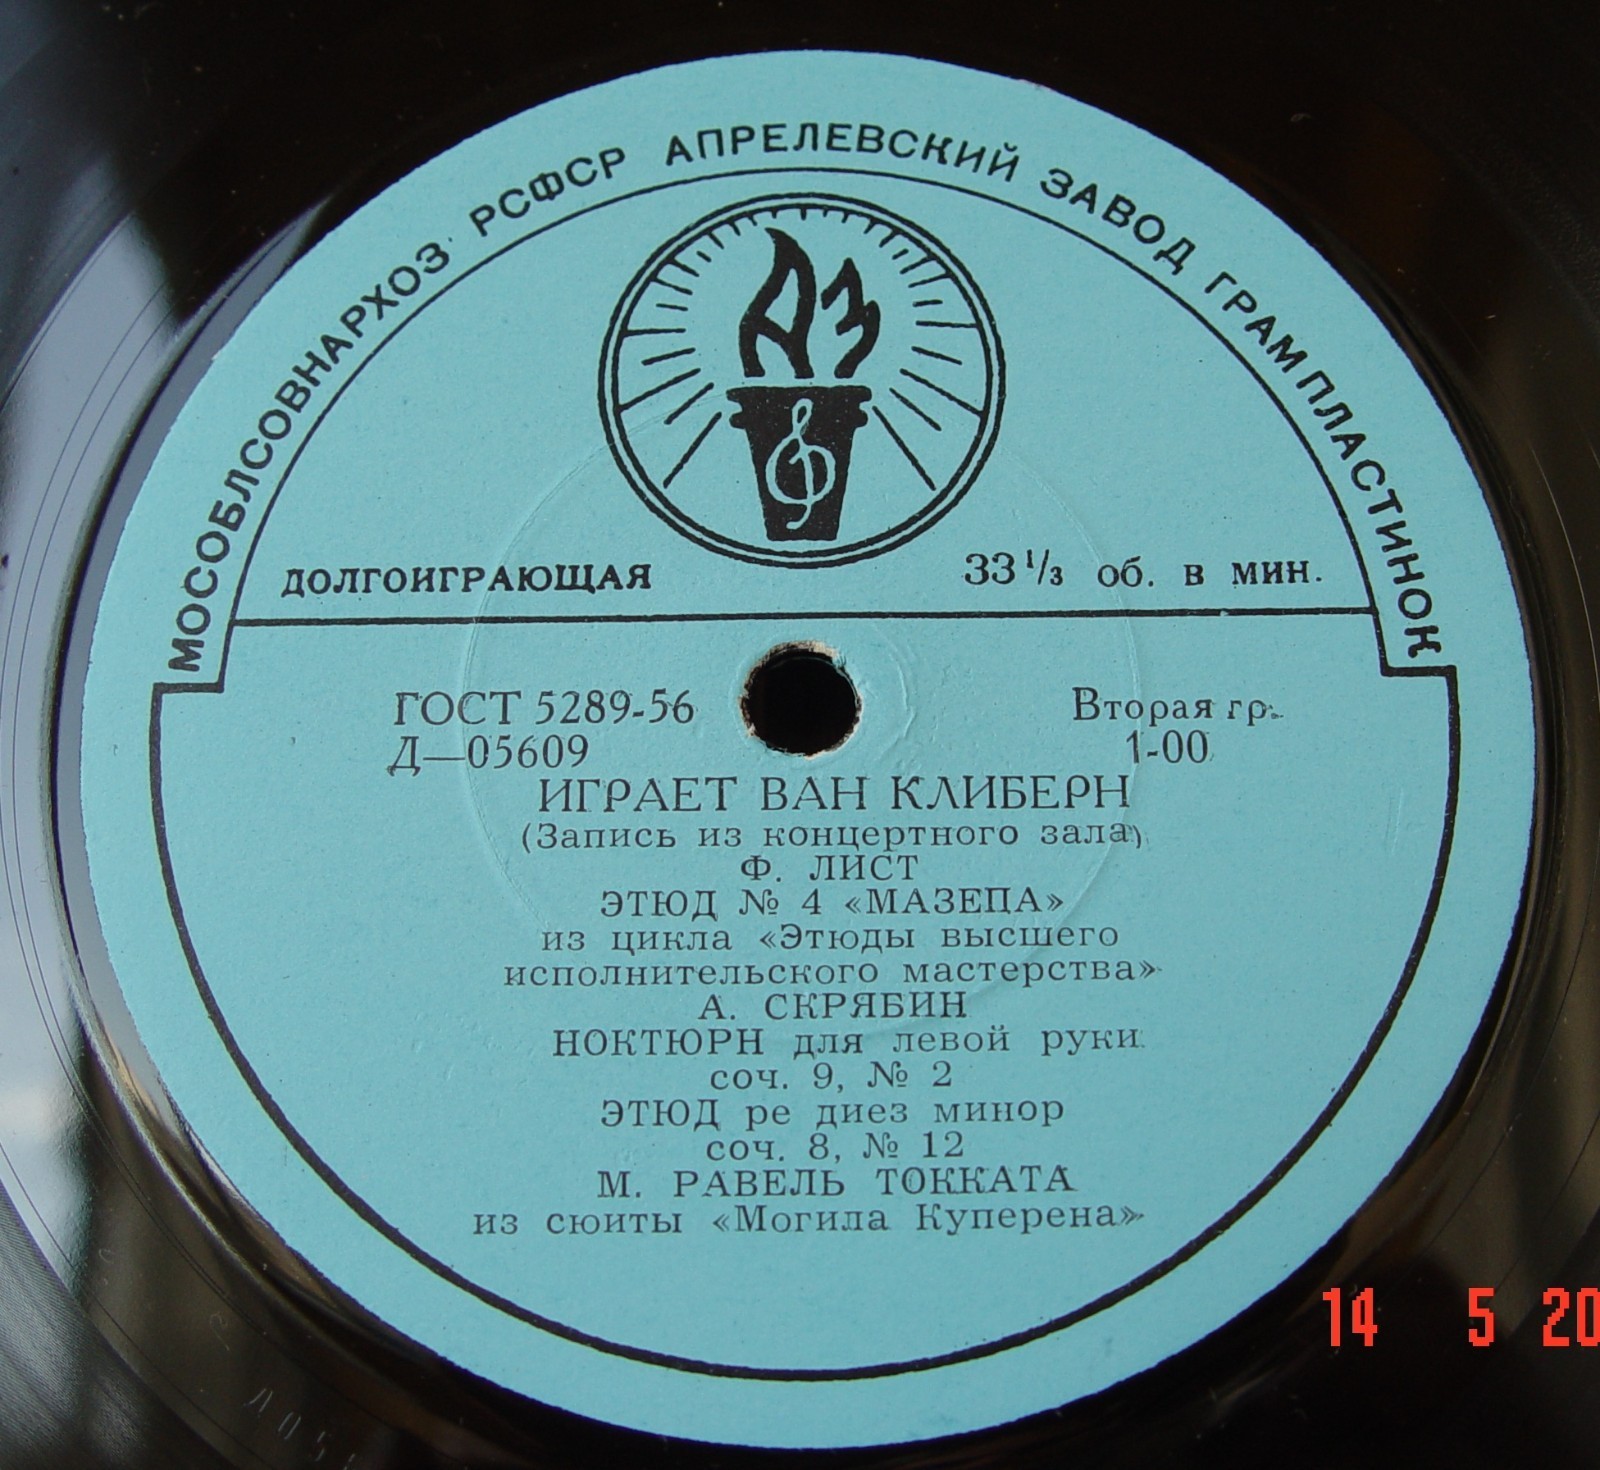 МОСОБЛСОВНАРХОЗ РСФСР АПРЕЛЕВСКИЙ ЗАВОД ГРАМПЛАСТИНОК
АЗ
ДОЛГОИГРАЮЩАЯ
33 1/3 об. в мин.
ГОСТ 5289-56
Вторая гр.
Д—05609
1-00
ИГРАЕТ ВАН КЛИБЕРН
(Запись из концертного зала)
Ф. ЛИСТ
ЭТЮД № 4 «МАЗЕПА»
из цикла «Этюды высшего
исполнительского мастерства»
А. СКРЯБИН
НОКТЮРН для левой руки
соч. 9, № 2
ЭТЮД ре диез минор
соч. 8, № 12
М. РАВЕЛЬ ТОККАТА
из сюиты «Могила Куперена»
14 5 20